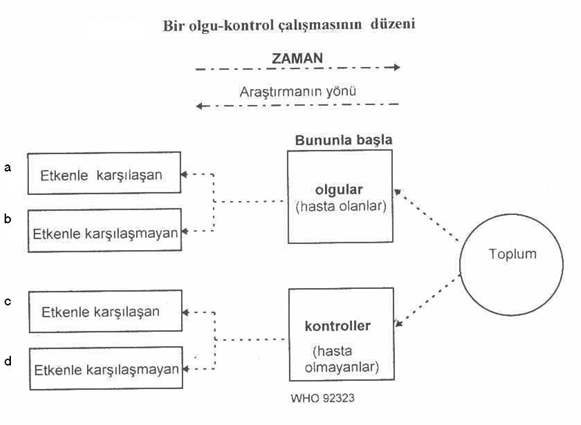 Bir olgu-kontrol çalışmasının düzeni
ZAMAN
Araştırmanın yönü
Bununla başla
a
Etkenle karşılaşan
olgular
(hasta olanlar)
b
Etkenle karşılaşmayan
Toplum
c
Etkenle karşılaşan
kontroller
(hasta
olmayanlar)
d
Etkenle karşılaşmayan
WHO 92323